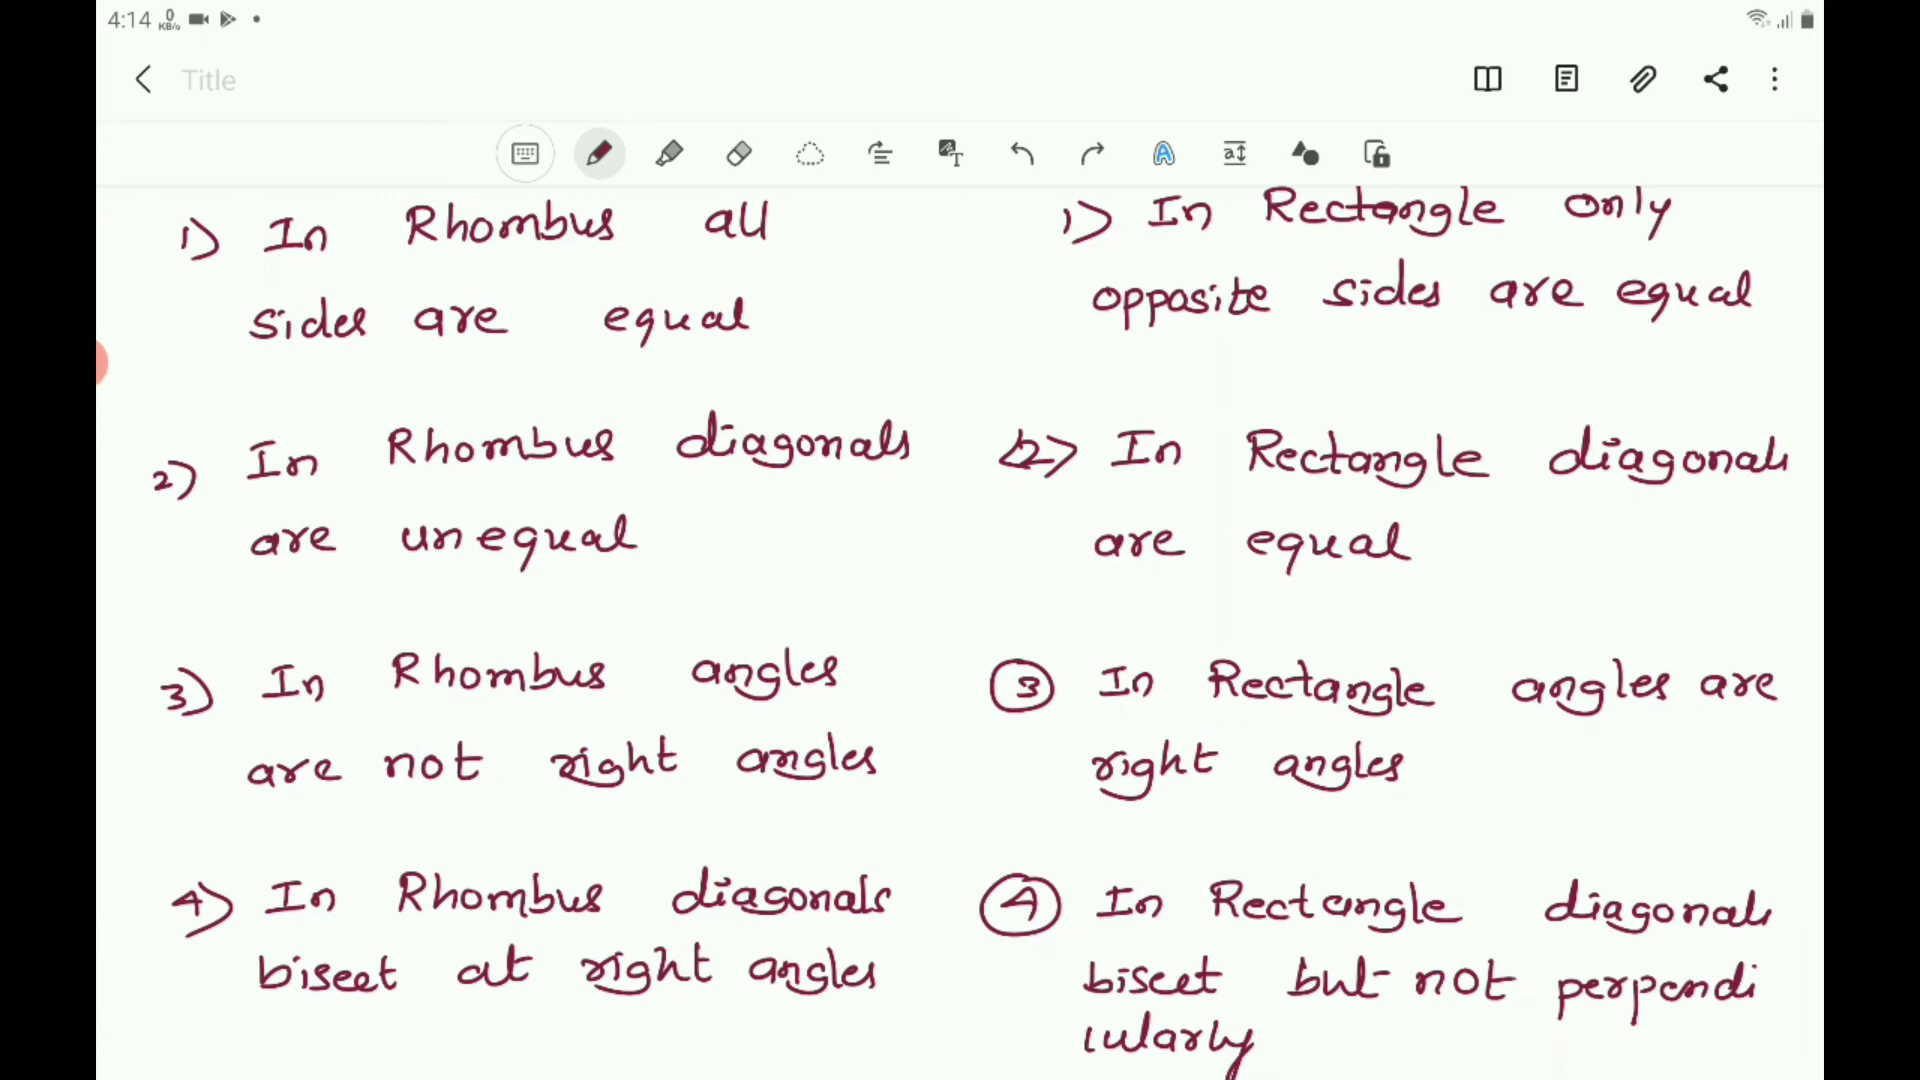 4:14 0 KB/s
Title
1) In Rhombus all
sides are equal
2) In Rhombus diagonals
are unequal
3) In Rhombus angles
are not right angles
4) In Rhombus diagonals
bisect at right angles
1) In Rectangle only
opposite sides are equal
2) In Rectangle diagonals
are equal
3 In Rectangle angles are
right angles
4 In Rectangle diagonals
bisect but not perpendi
cularly